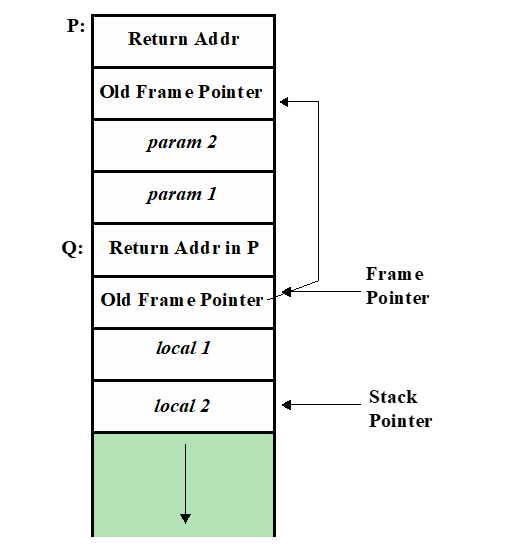 P:
Return Addr
Old Frame Pointer
param 2
param 1
Q:
Return Addr in P
Old Frame Pointer
Frame
Pointer
local 1
local 2
Stack
Pointer